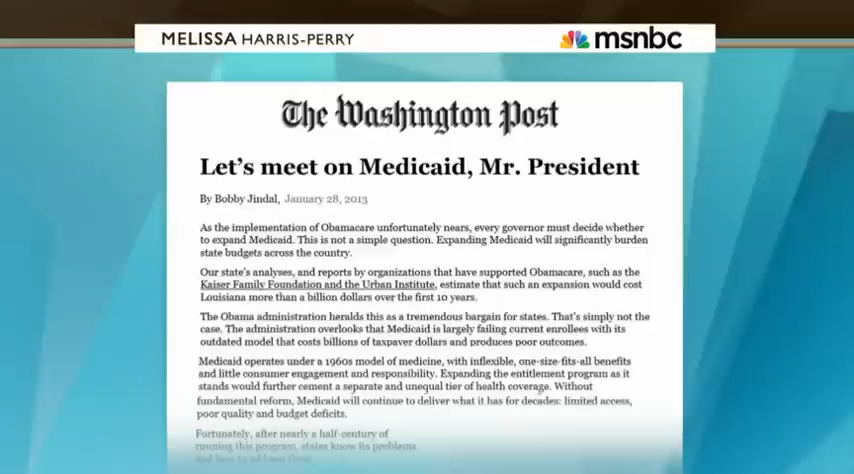 MELISSA HARRIS-PERRY
msnbc
The Washington Post
Let's meet on Medicaid, Mr. President
By Bobby Jindal, January 28, 2013
As the implementation of Obamacare unfortunately nears, every governor must decide whether
to expand Medicaid. This is not a simple question. Expanding Medicaid will significantly burden
state budgets across the country.
Our state's analyses, and reports by organizations that have supported Obamacare, such as the
Kaiser Family Foundation and the Urban Institute, estimate that such an expansion would cost
Louisiana more than a billion dollars over the first 10 years.
The Obama administration heralds this as a tremendous bargain for states. That's simply not the
case. The administration overlooks that Medicaid is largely failing current enrollees with its
outdated model that costs billions of taxpayer dollars and produces poor outcomes.
Medicaid operates under a 1960s model of medicine, with inflexible, one-size-fits-all benefits
and little consumer engagement and responsibility. Expanding the entitlement program as it
stands would further cement a separate and unequal tier of health coverage. Without
fundamental reform, Medicaid will continue to deliver what it has for decades: limited access,
poor quality and budget deficits.
Fortunately, after nearly a half-century of
running this program, states know its problems
and how to address them.